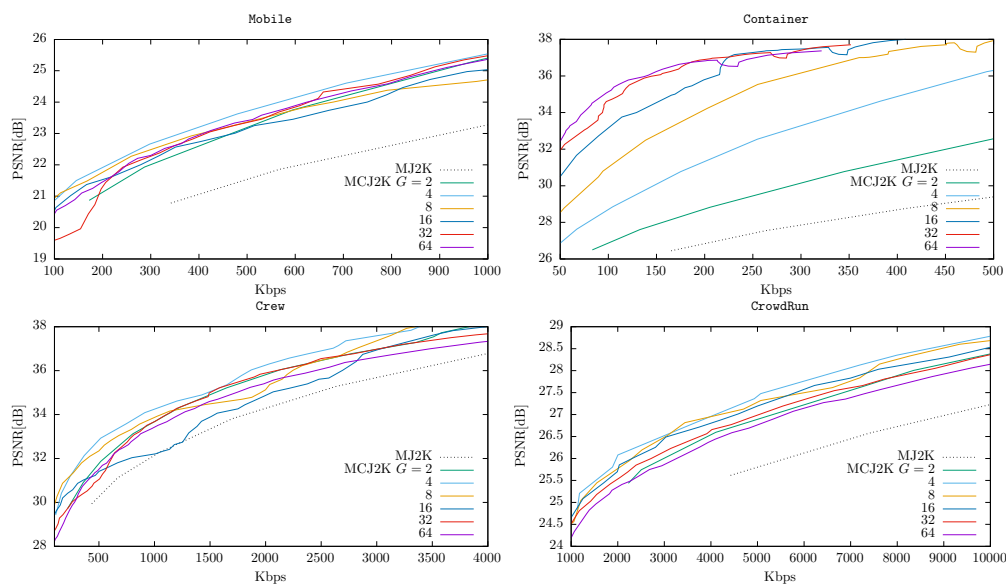 Mobile
PSNR[dB]
26
25
24
23
22
21
20
19
100 200 300 400 500 600 700 800 900 1000
Kbps
MJ2K
MCJ2K G = 2
4
8
16
32
64
Container
PSNR[dB]
38
36
34
32
30
28
26
50 100 150 200 250 300 350 400 450 500
Kbps
MJ2K
MCJ2K G = 2
4
8
16
32
64
Crew
PSNR[dB]
38
36
34
32
30
28
500 1000 1500 2000 2500 3000 3500 4000
Kbps
MJ2K
MCJ2K G = 2
4
8
16
32
64
CrowdRun
PSNR[dB]
29
28.5
28
27.5
27
26.5
26
25.5
25
24.5
24
1000 2000 3000 4000 5000 6000 7000 8000 9000 10000
Kbps
MJ2K
MCJ2K G = 2
4
8
16
32
64